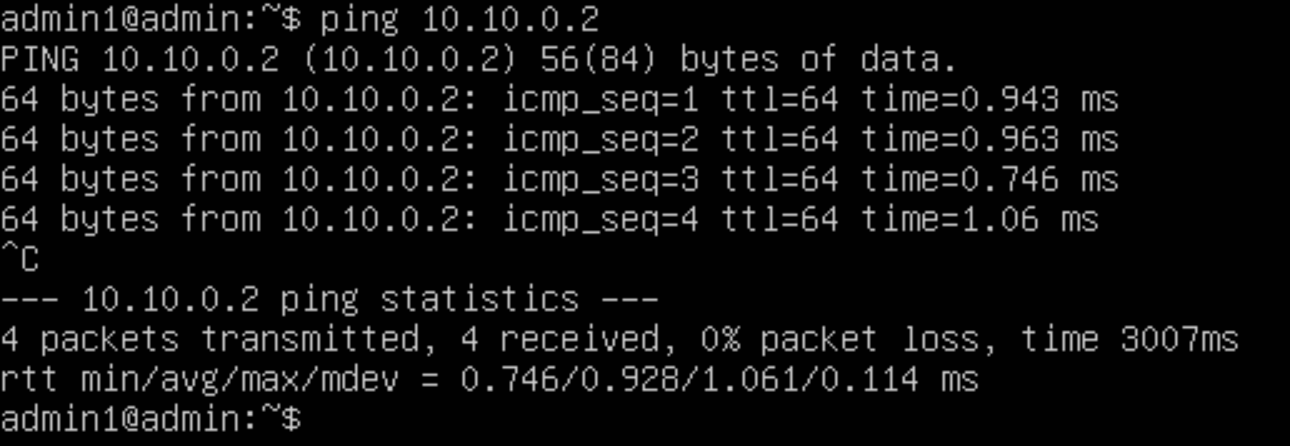 admin1@admin:~$ ping 10.10.0.2
PING 10.10.0.2 (10.10.0.2) 56(84) bytes of data.
64 bytes from 10.10.0.2: icmp_seq=1 ttl=64 time=0.943 ms
64 bytes from 10.10.0.2: icmp_seq=2 ttl=64 time=0.963 ms
64 bytes from 10.10.0.2: icmp_seq=3 ttl=64 time=0.746 ms
64 bytes from 10.10.0.2: icmp_seq=4 ttl=64 time=1.06 ms
^C
--- 10.10.0.2 ping statistics ---
4 packets transmitted, 4 received, 0% packet loss, time 3007ms
rtt min/avg/max/mdev = 0.746/0.928/1.061/0.114 ms
admin1@admin:~$